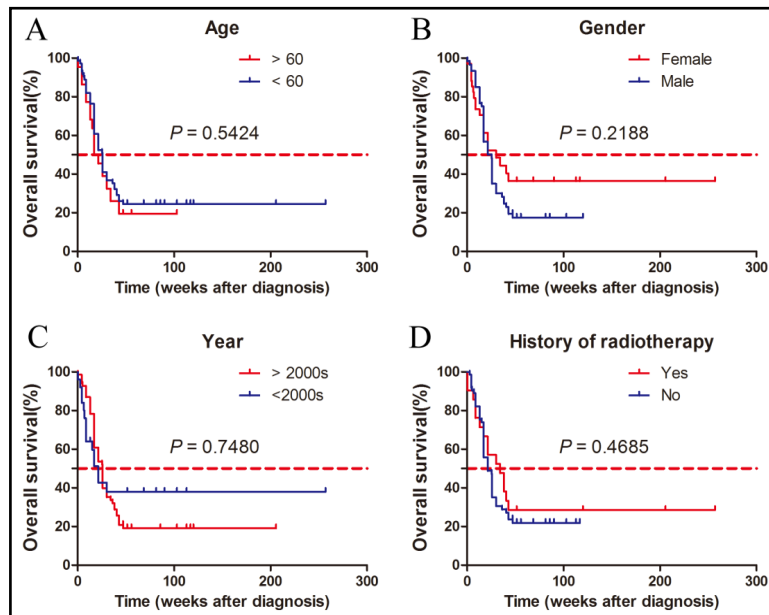 A
Age
> 60
< 60
P = 0.5424
Overall survival(%)
100
80
60
40
20
0
0 100 200 300
Time (weeks after diagnosis)
B
Gender
Female
Male
P = 0.2188
Overall survival(%)
100
80
60
40
20
0
0 100 200 300
Time (weeks after diagnosis)
C
Year
> 2000s
<2000s
P = 0.7480
Overall survival(%)
100
80
60
40
20
0
0 100 200 300
Time (weeks after diagnosis)
D
History of radiotherapy
Yes
No
P = 0.4685
Overall survival(%)
100
80
60
40
20
0
0 100 200 300
Time (weeks after diagnosis)